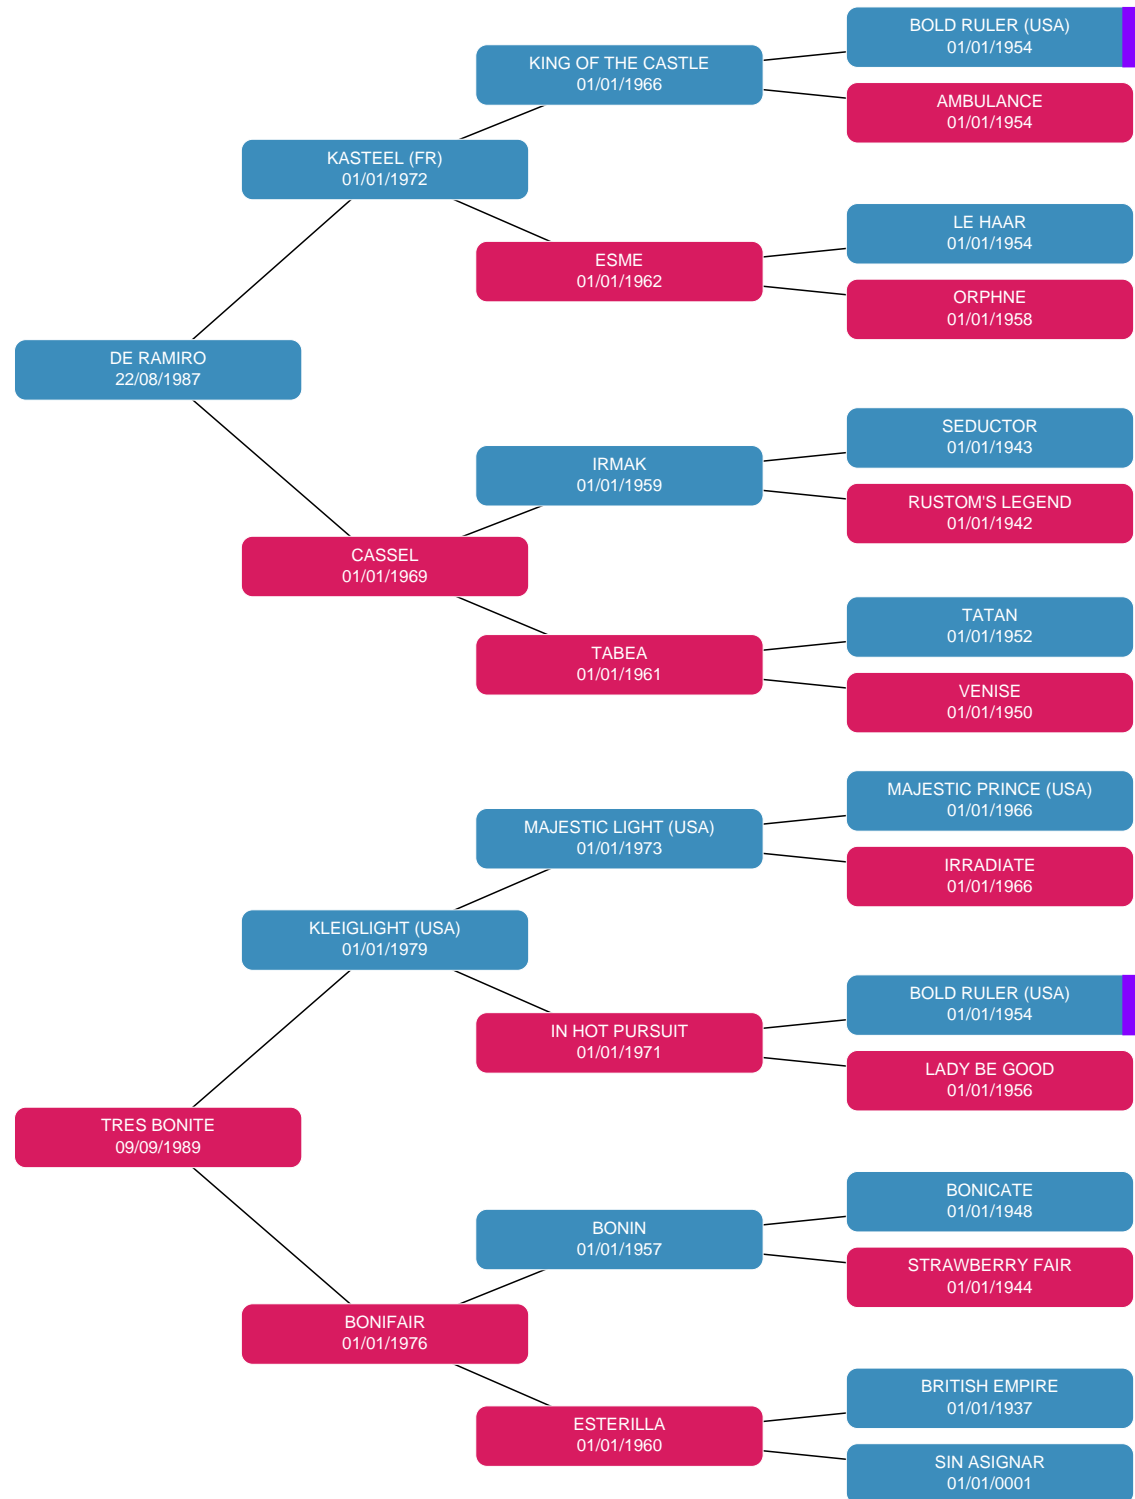 BOLD RULER (USA)
01/01/1954
KING OF THE CASTLE
01/01/1966
AMBULANCE
01/01/1954
KASTEEL (FR)
01/01/1972
LE HAAR
01/01/1954
ESME
01/01/1962
ORPHNE
01/01/1958
DE RAMIRO
22/08/1987
SEDUCTOR
01/01/1943
IRMAK
01/01/1959
RUSTOM'S LEGEND
01/01/1942
CASSEL
01/01/1969
TATAN
01/01/1952
TABEA
01/01/1961
VENISE
01/01/1950
MAJESTIC PRINCE (USA)
01/01/1966
MAJESTIC LIGHT (USA)
01/01/1973
IRRADIATE
01/01/1966
KLEIGLIGHT (USA)
01/01/1979
BOLD RULER (USA)
01/01/1954
IN HOT PURSUIT
01/01/1971
LADY BE GOOD
01/01/1956
TRES BONITE
09/09/1989
BONICATE
01/01/1948
BONIN
01/01/1957
STRAWBERRY FAIR
01/01/1944
BONIFAIR
01/01/1976
BRITISH EMPIRE
01/01/1937
ESTERILLA
01/01/1960
SIN ASIGNAR
01/01/0001